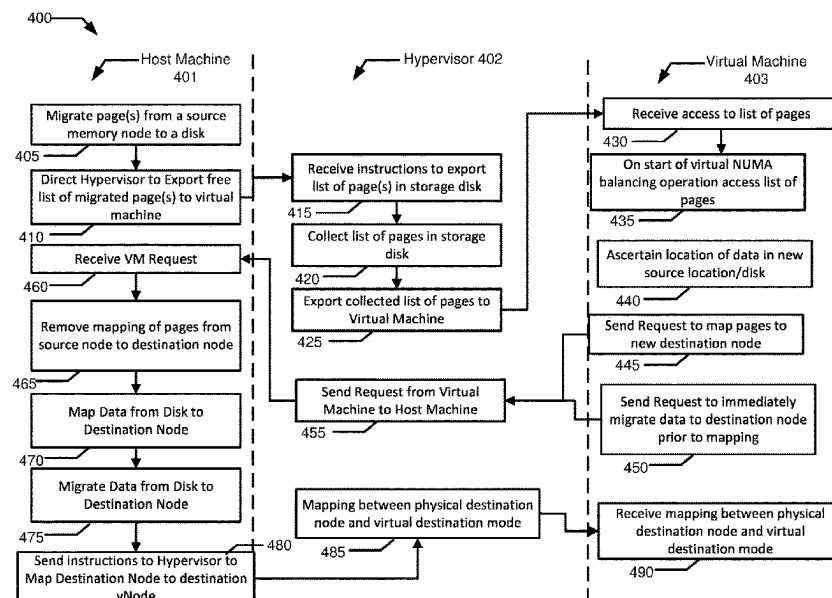 400
Host Machine
401
Hypervisor 402
Virtual Machine
403
Migrate page(s) from a
source memory node to a disk
405
Direct Hypervisor to Export free
list of migrated page(s) to virtual
machine
410
Receive VM Request
460
Remove mapping of pages from
source node to destination node
465
Map Data from Disk to
Destination Node
470
Migrate Data from Disk to
Destination Node
475
480
Send instructions to Hypervisor to
Map Destination Node to destination
vNode
Receive instructions to export
list of page(s) in storage disk
415
Collect list of pages in storage
disk
420
Export collected list of pages to
Virtual Machine
425
Send Request from Virtual
Machine to Host Machine
455
Mapping between physical destination
node and virtual destination mode
485
Receive access to list of pages
430
On start of virtual NUMA
balancing operation access list of
pages
435
Ascertain location of data in new
source location/disk
440
Send Request to map pages to
new destination node
445
Send Request to immediately
migrate data to destination node
prior to mapping
450
Receive mapping between physical
destination node and virtual
destination mode
490